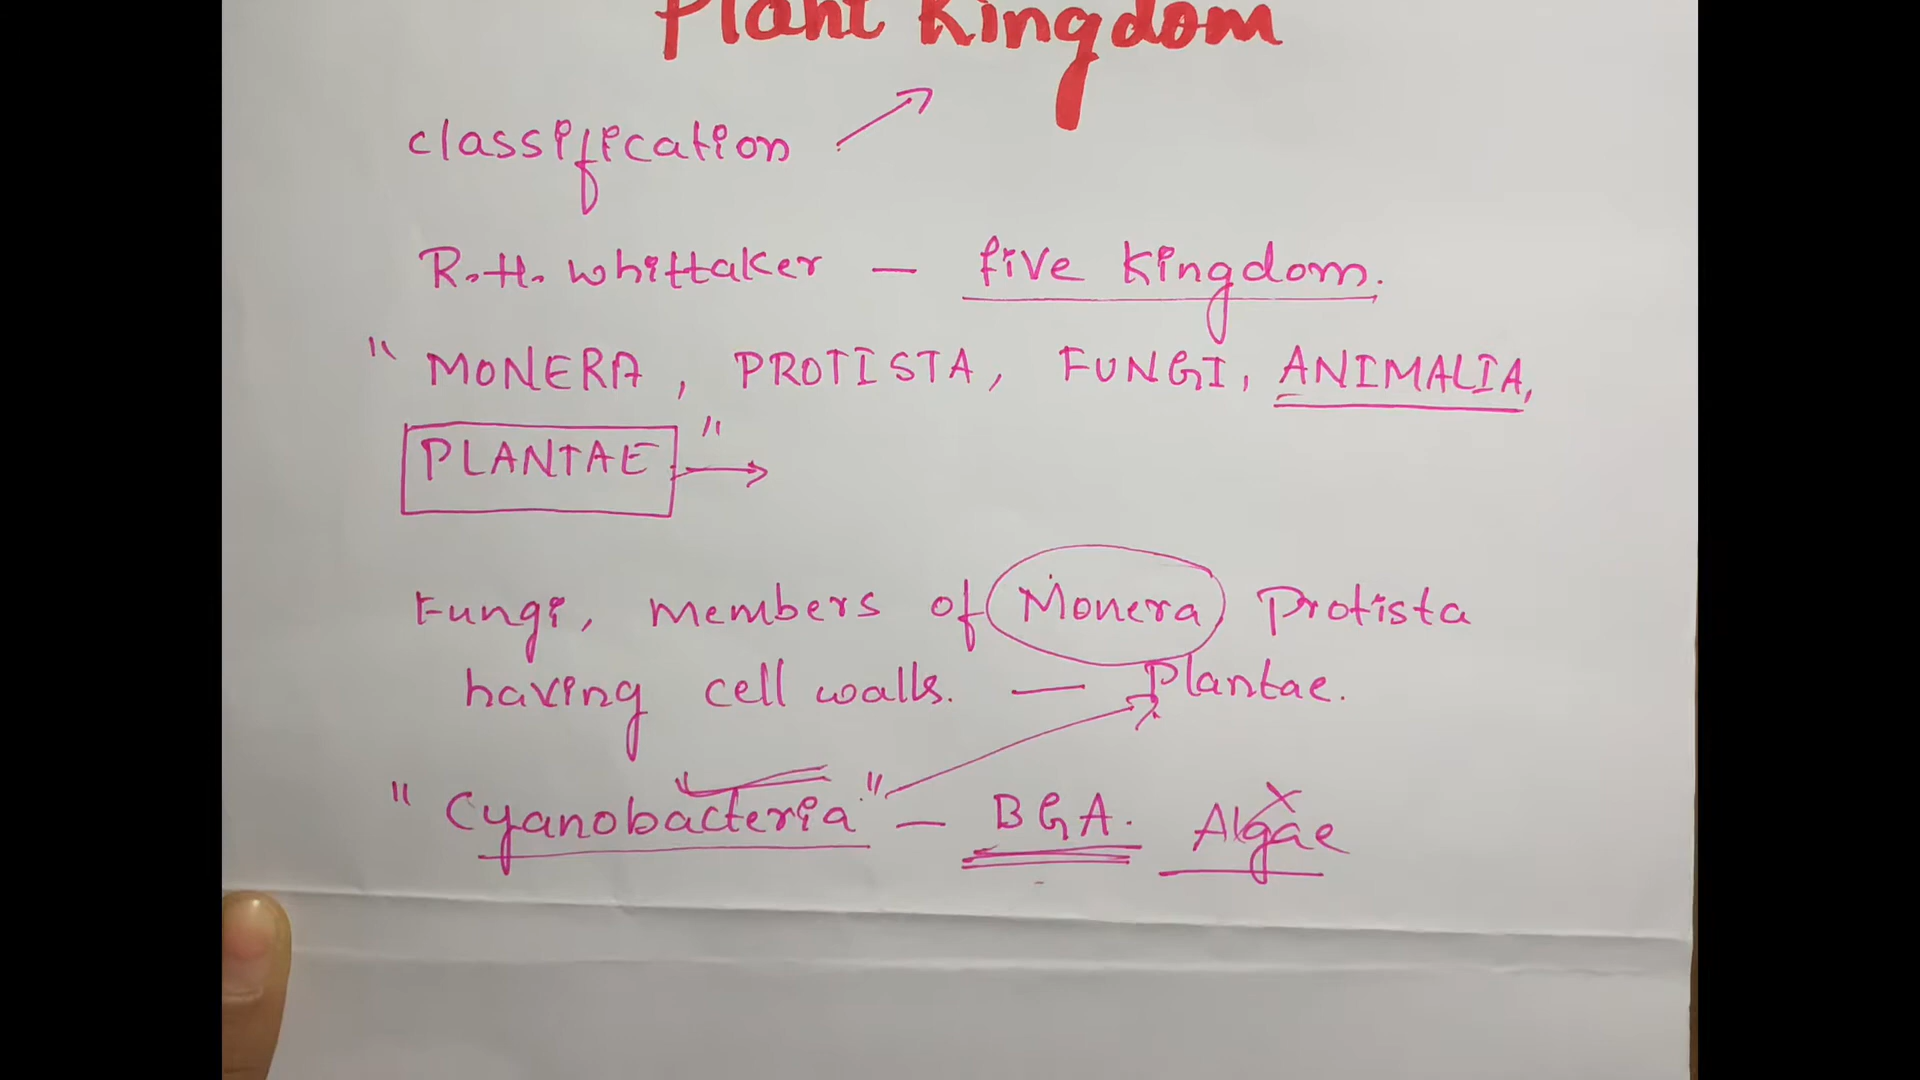 Plant Kingdom
classification
R.H. Whittaker - five kingdom.
" MONERA, PROTISTA, FUNGI, ANIMALIA,
PLANTAE "
Fungi, members of Monera Protista
having cell walls. - Plantae.
" Cyanobacteria " - BGA. Algae